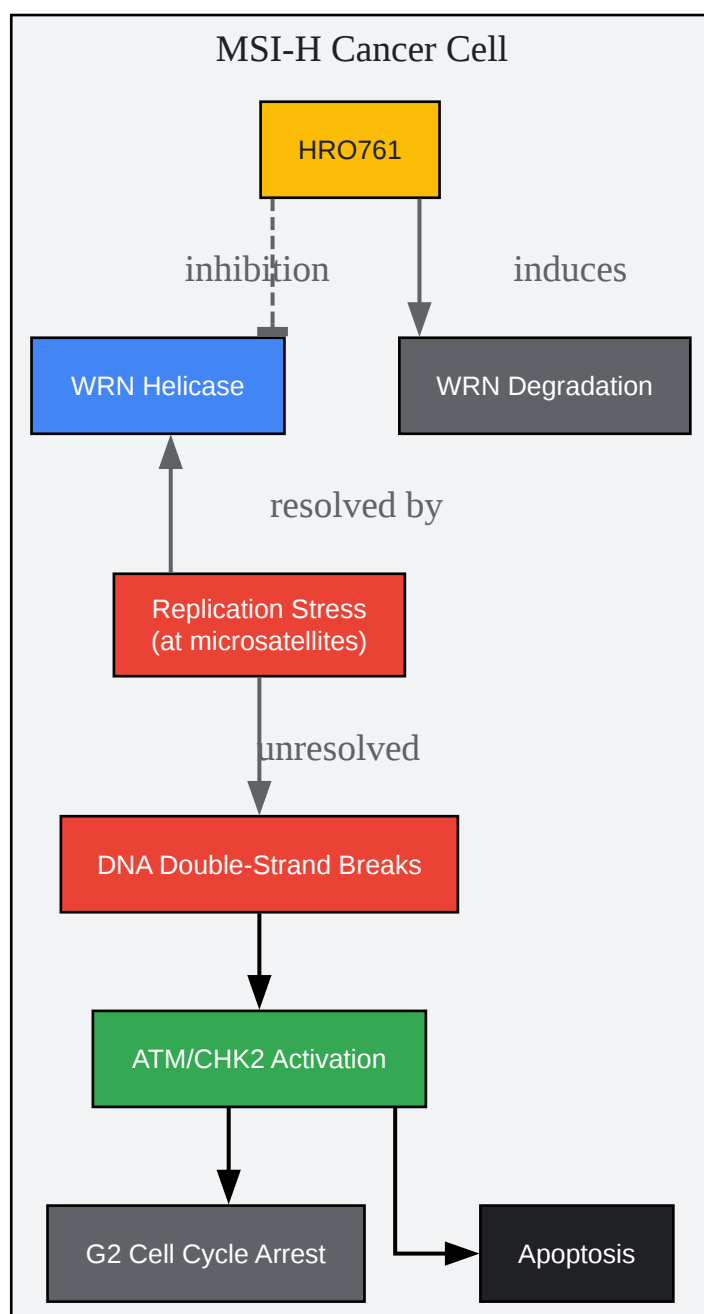 MSI-H Cancer Cell
HRO761
inhibition
induces
WRN Helicase
WRN Degradation
resolved by
Replication Stress
(at microsatellites)
unresolved
DNA Double-Strand Breaks
ATM/CHK2 Activation
G2 Cell Cycle Arrest
Apoptosis